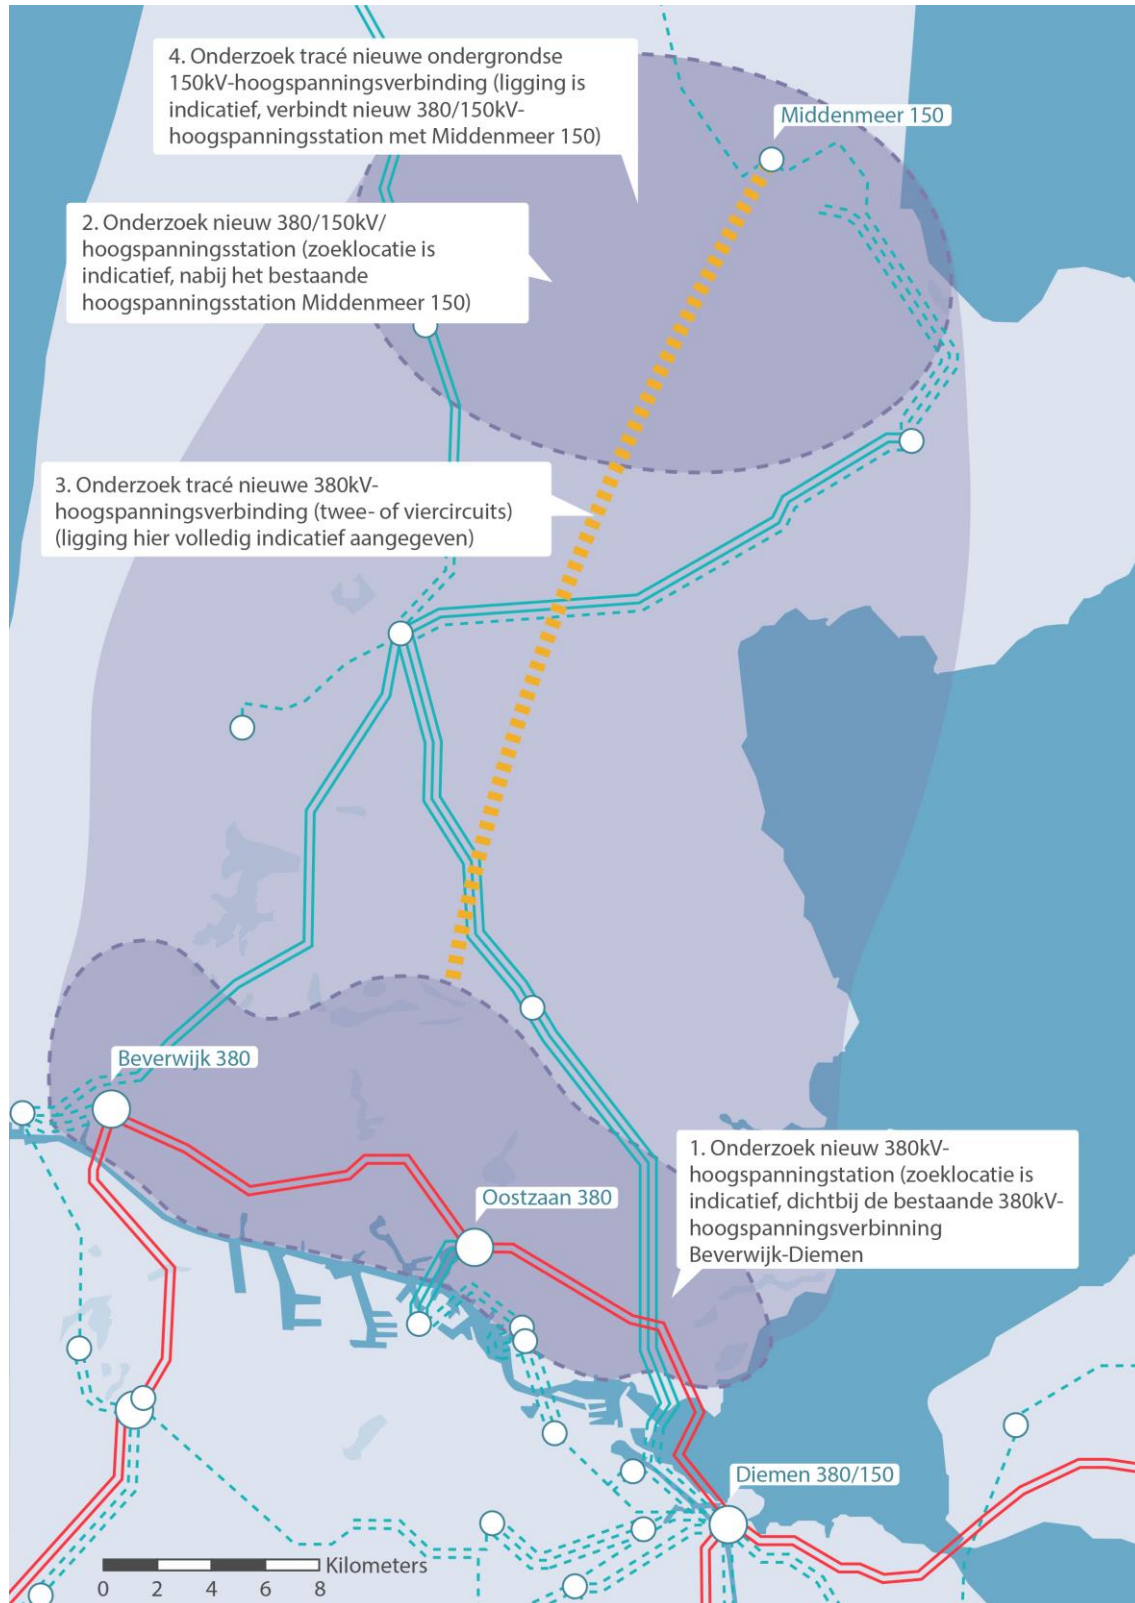 4. Onderzoek tracé nieuwe ondergrondse
150kV-hoogspanningsverbinding (ligging is
indicatief, verbindt nieuw 380/150kV-
hoogspanningsstation met Middenmeer 150)
Middenmeer 150
2. Onderzoek nieuw 380/150kV/
hoogspanningsstation (zoeklocatie is
indicatief, nabij het bestaande
hoogspanningsstation Middenmeer 150)
3. Onderzoek tracé nieuwe 380kV-
hoogspanningsverbinding (twee- of viercircuits)
(ligging hier volledig indicatief aangegeven)
Beverwijk 380
1. Onderzoek nieuw 380kV-
hoogspanningstation (zoeklocatie is
indicatief, dichtbij de bestaande 380kV-
hoogspanningsverbinning
Beverwijk-Diemen
Oostzaan 380
Diemen 380/150
Kilometers
0 2 4 6 8